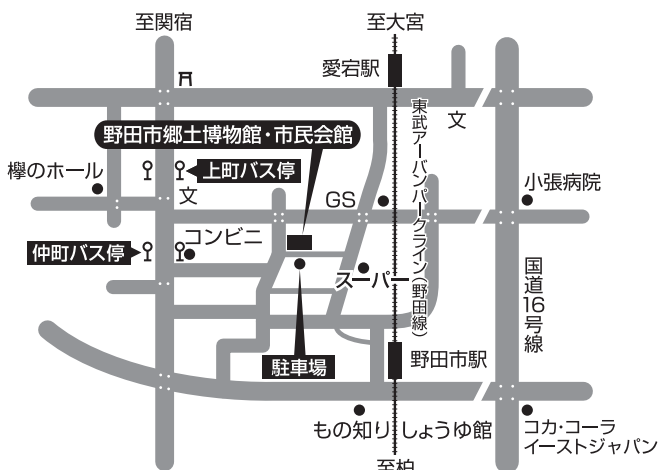 至関宿
至大宮
愛宕駅
文
野田市郷土博物館・市民会館
東武アーバンパークライン(野田線)
欅のホール
上町バス停
文
GS
小張病院
仲町バス停
コンビニ
スーパー
国道16号線
駐車場
野田市駅
もの知りしょうゆ館
コカ・コーラ
イーストジャパン
至柏